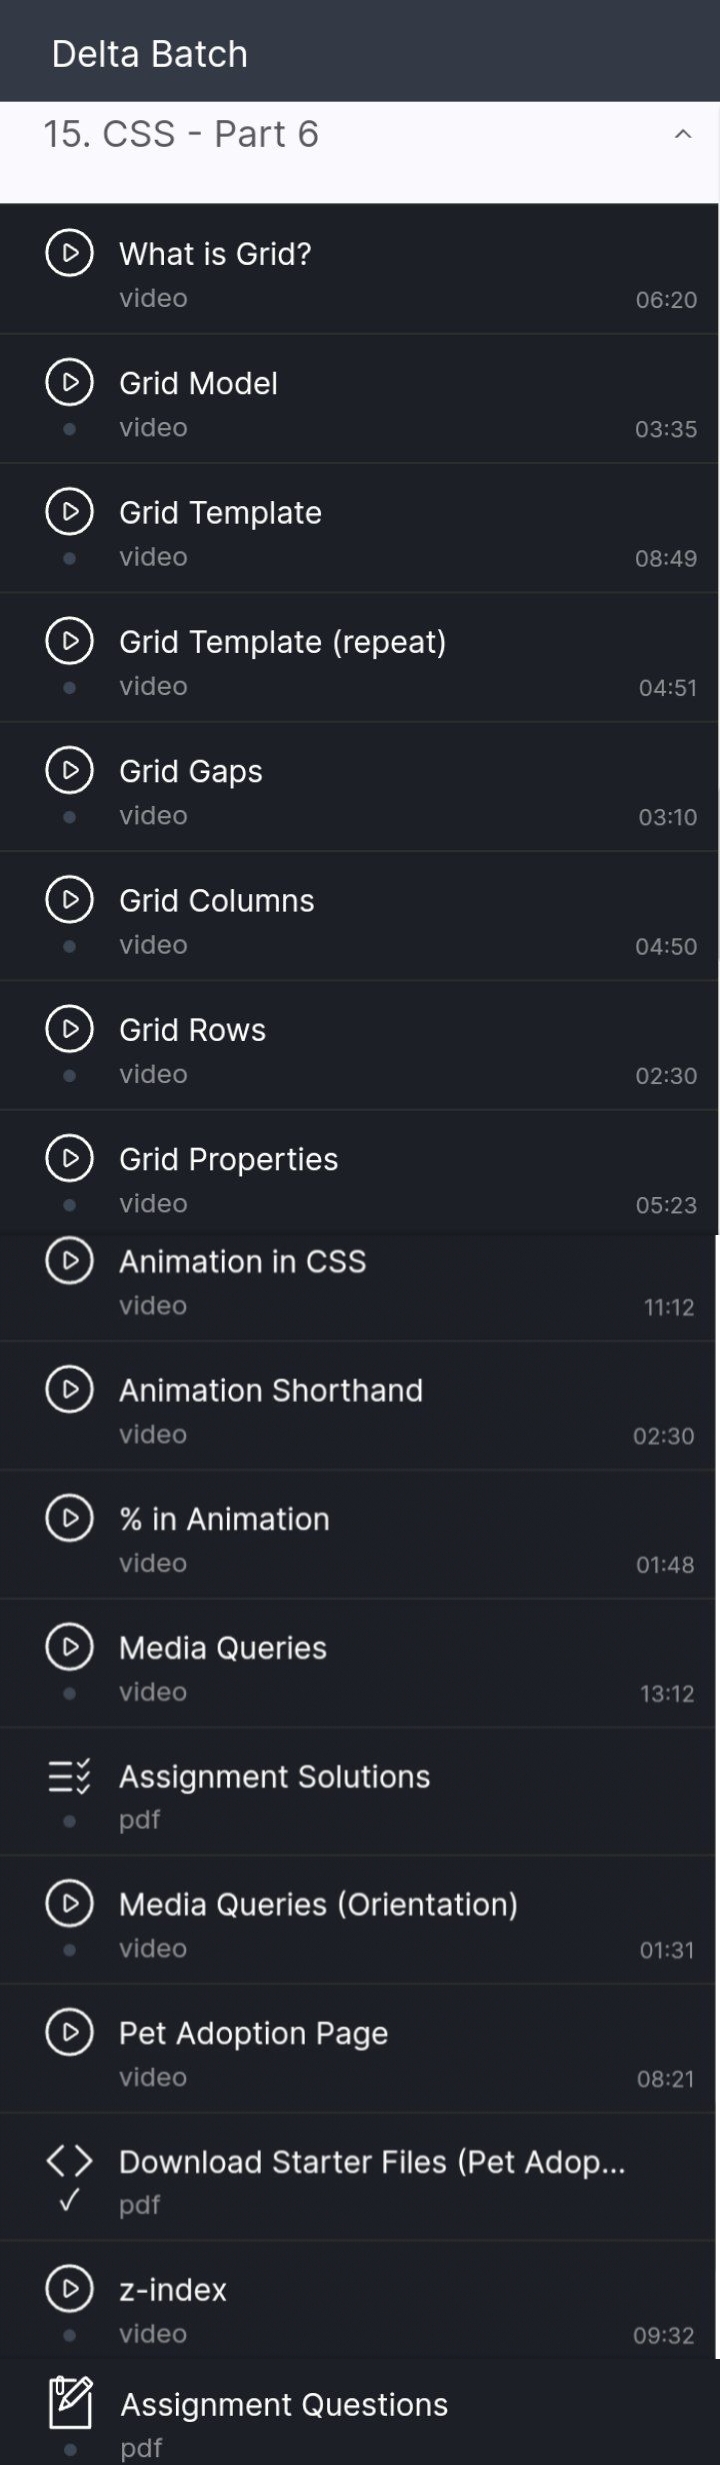 Delta Batch
15. CSS - Part 6
What is Grid?
video
06:20
Grid Model
video
03:35
Grid Template
video
08:49
Grid Template (repeat)
video
04:51
Grid Gaps
video
03:10
Grid Columns
video
04:50
Grid Rows
video
02:30
Grid Properties
video
05:23
Animation in CSS
video
11:12
Animation Shorthand
video
02:30
% in Animation
video
01:48
Media Queries
video
13:12
Assignment Solutions
pdf
Media Queries (Orientation)
video
01:31
Pet Adoption Page
video
08:21
Download Starter Files (Pet Adop...
pdf
z-index
video
09:32
Assignment Questions
pdf